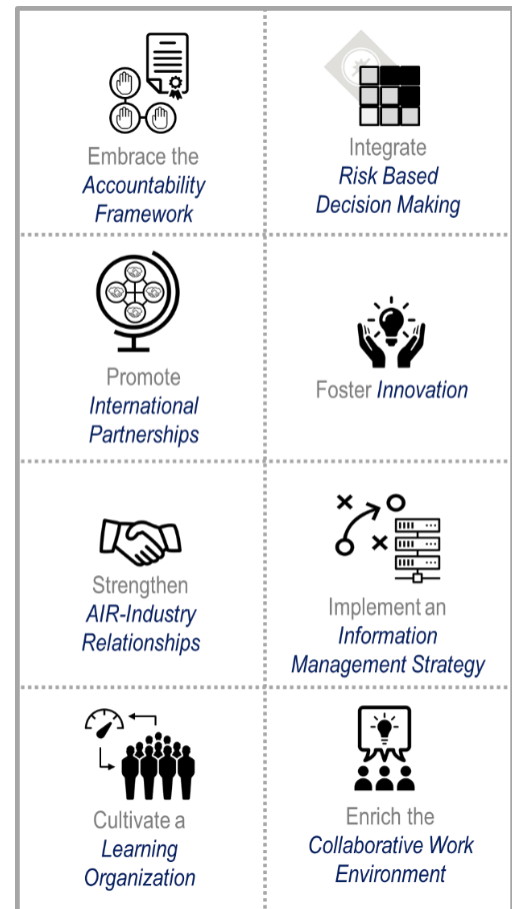 Embrace the
Accountability
Framework
Integrate
Risk Based
Decision Making
Promote
International
Partnerships
Foster Innovation
Strengthen
AIR-Industry
Relationships
Implement an
Information
Management Strategy
Cultivate a
Learning
Organization
Enrich the
Collaborative Work
Environment